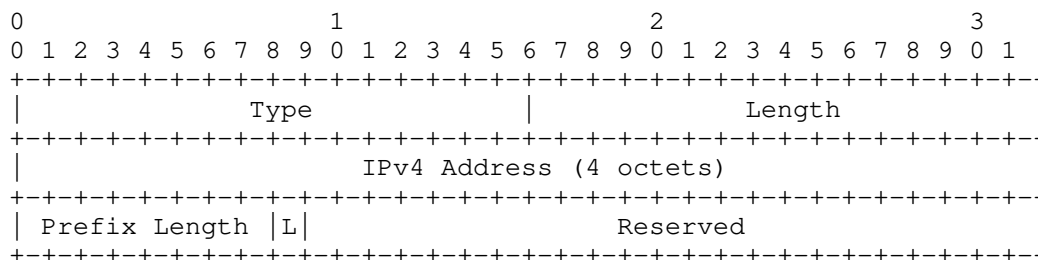 0                   1                   2                   3
0 1 2 3 4 5 6 7 8 9 0 1 2 3 4 5 6 7 8 9 0 1 2 3 4 5 6 7 8 9 0 1
+-+-+-+-+-+-+-+-+-+-+-+-+-+-+-+-+-+-+-+-+-+-+-+-+-+-+-+-+-+-+-+-
|              Type             |             Length
+-+-+-+-+-+-+-+-+-+-+-+-+-+-+-+-+-+-+-+-+-+-+-+-+-+-+-+-+-+-+-+-
|                     IPv4 Address (4 octets)
+-+-+-+-+-+-+-+-+-+-+-+-+-+-+-+-+-+-+-+-+-+-+-+-+-+-+-+-+-+-+-+-
| Prefix Length |L|                   Reserved
+-+-+-+-+-+-+-+-+-+-+-+-+-+-+-+-+-+-+-+-+-+-+-+-+-+-+-+-+-+-+-+-